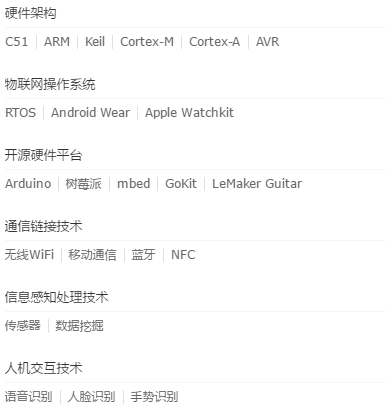 硬件架构
C51 ARM Keil Cortex-M Cortex-A AVR
物联网操作系统
RTOS Android Wear Apple Watchkit
开源硬件平台
Arduino 树莓派 mbed GoKit LeMaker Guitar
通信链接技术
无线WiFi 移动通信 蓝牙 NFC
信息感知处理技术
传感器 数据挖掘
人机交互技术
语音识别 人脸识别 手势识别